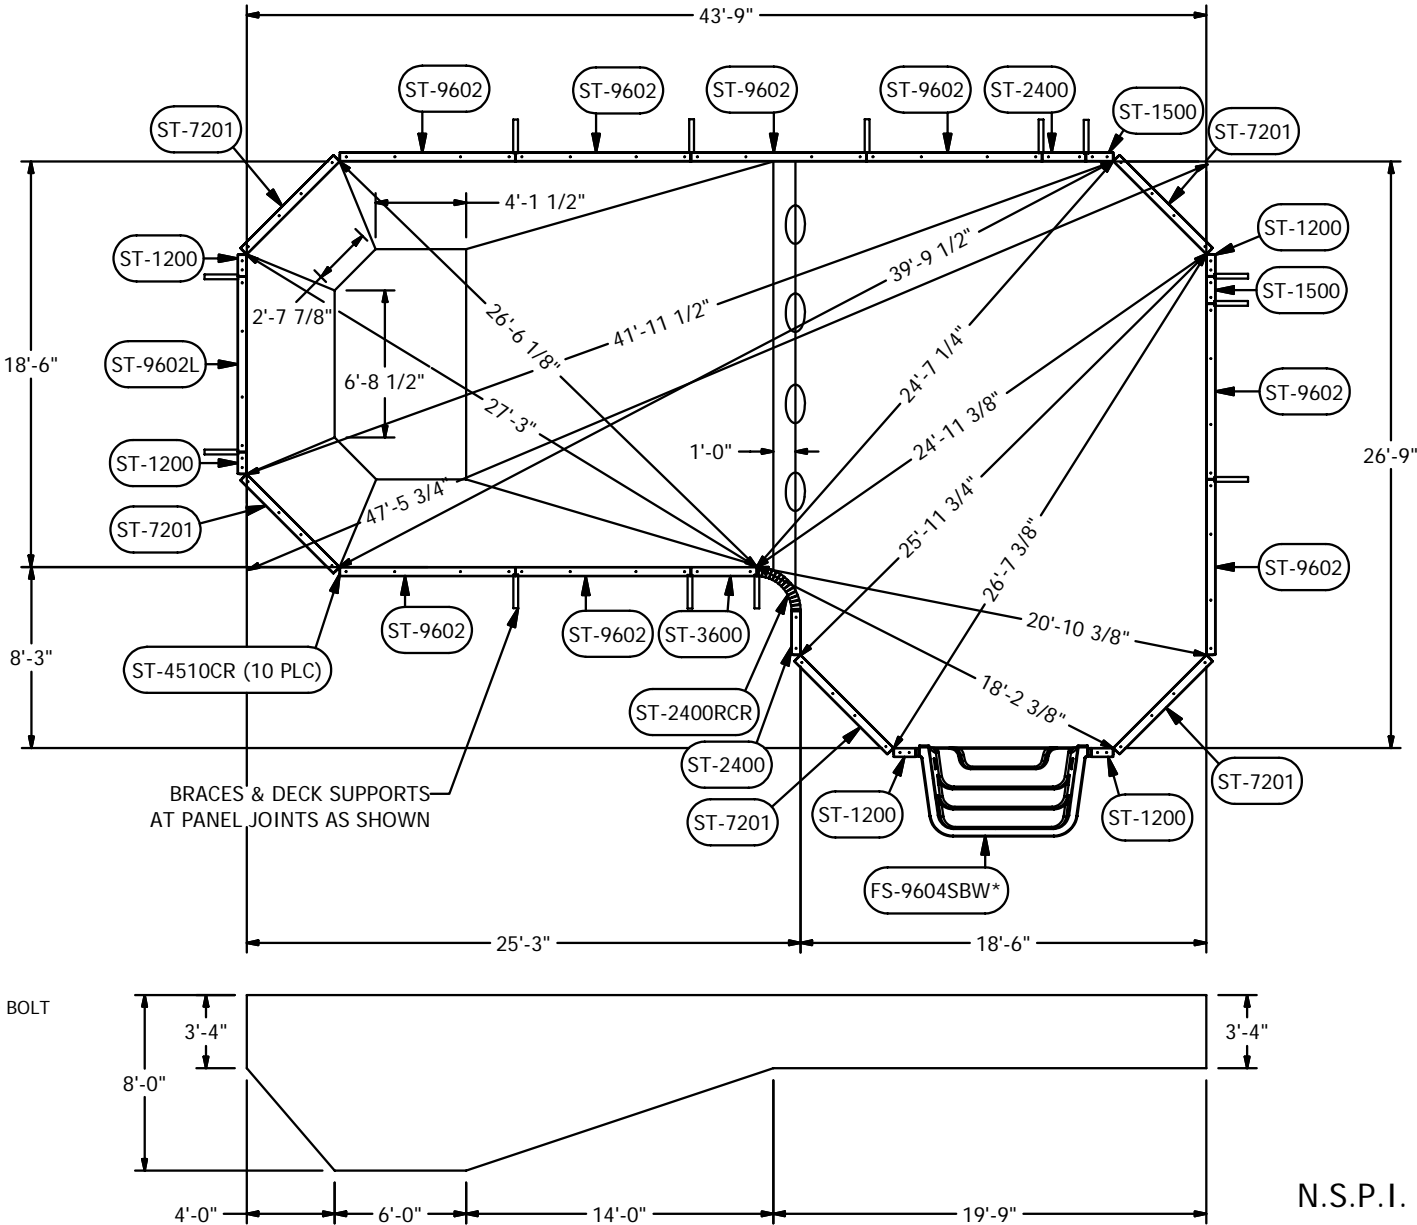 43'-9"
ST-9602
ST-9602
ST-9602
ST-9602
ST-2400
ST-1500
ST-7201
ST-7201
4'-1 1/2"
ST-1200
ST-1200
39'-9 1/2"
2'-7 7/8"
26'-6 1/8"
41'-11 1/2"
ST-1500
18'-6"
ST-9602L
24'-7 1/4"
6'-8 1/2"
ST-9602
27'-3"
24'-11 3/8"
1'-0"
ST-1200
26'-9"
47'-5 3/4"
ST-7201
25'-11 3/4"
26'-7 3/8"
ST-9602
ST-9602
ST-9602
ST-3600
20'-10 3/8"
8'-3"
ST-4510CR (10 PLC)
18'-2 3/8"
ST-2400RCR
ST-2400
ST-7201
BRACES & DECK SUPPORTS
AT PANEL JOINTS AS SHOWN
ST-7201
ST-1200
ST-1200
FS-9604SBW*
25'-3"
18'-6"
BOLT
3'-4"
3'-4"
8'-0"
N.S.P.I.
4'-0"
6'-0"
14'-0"
19'-9"